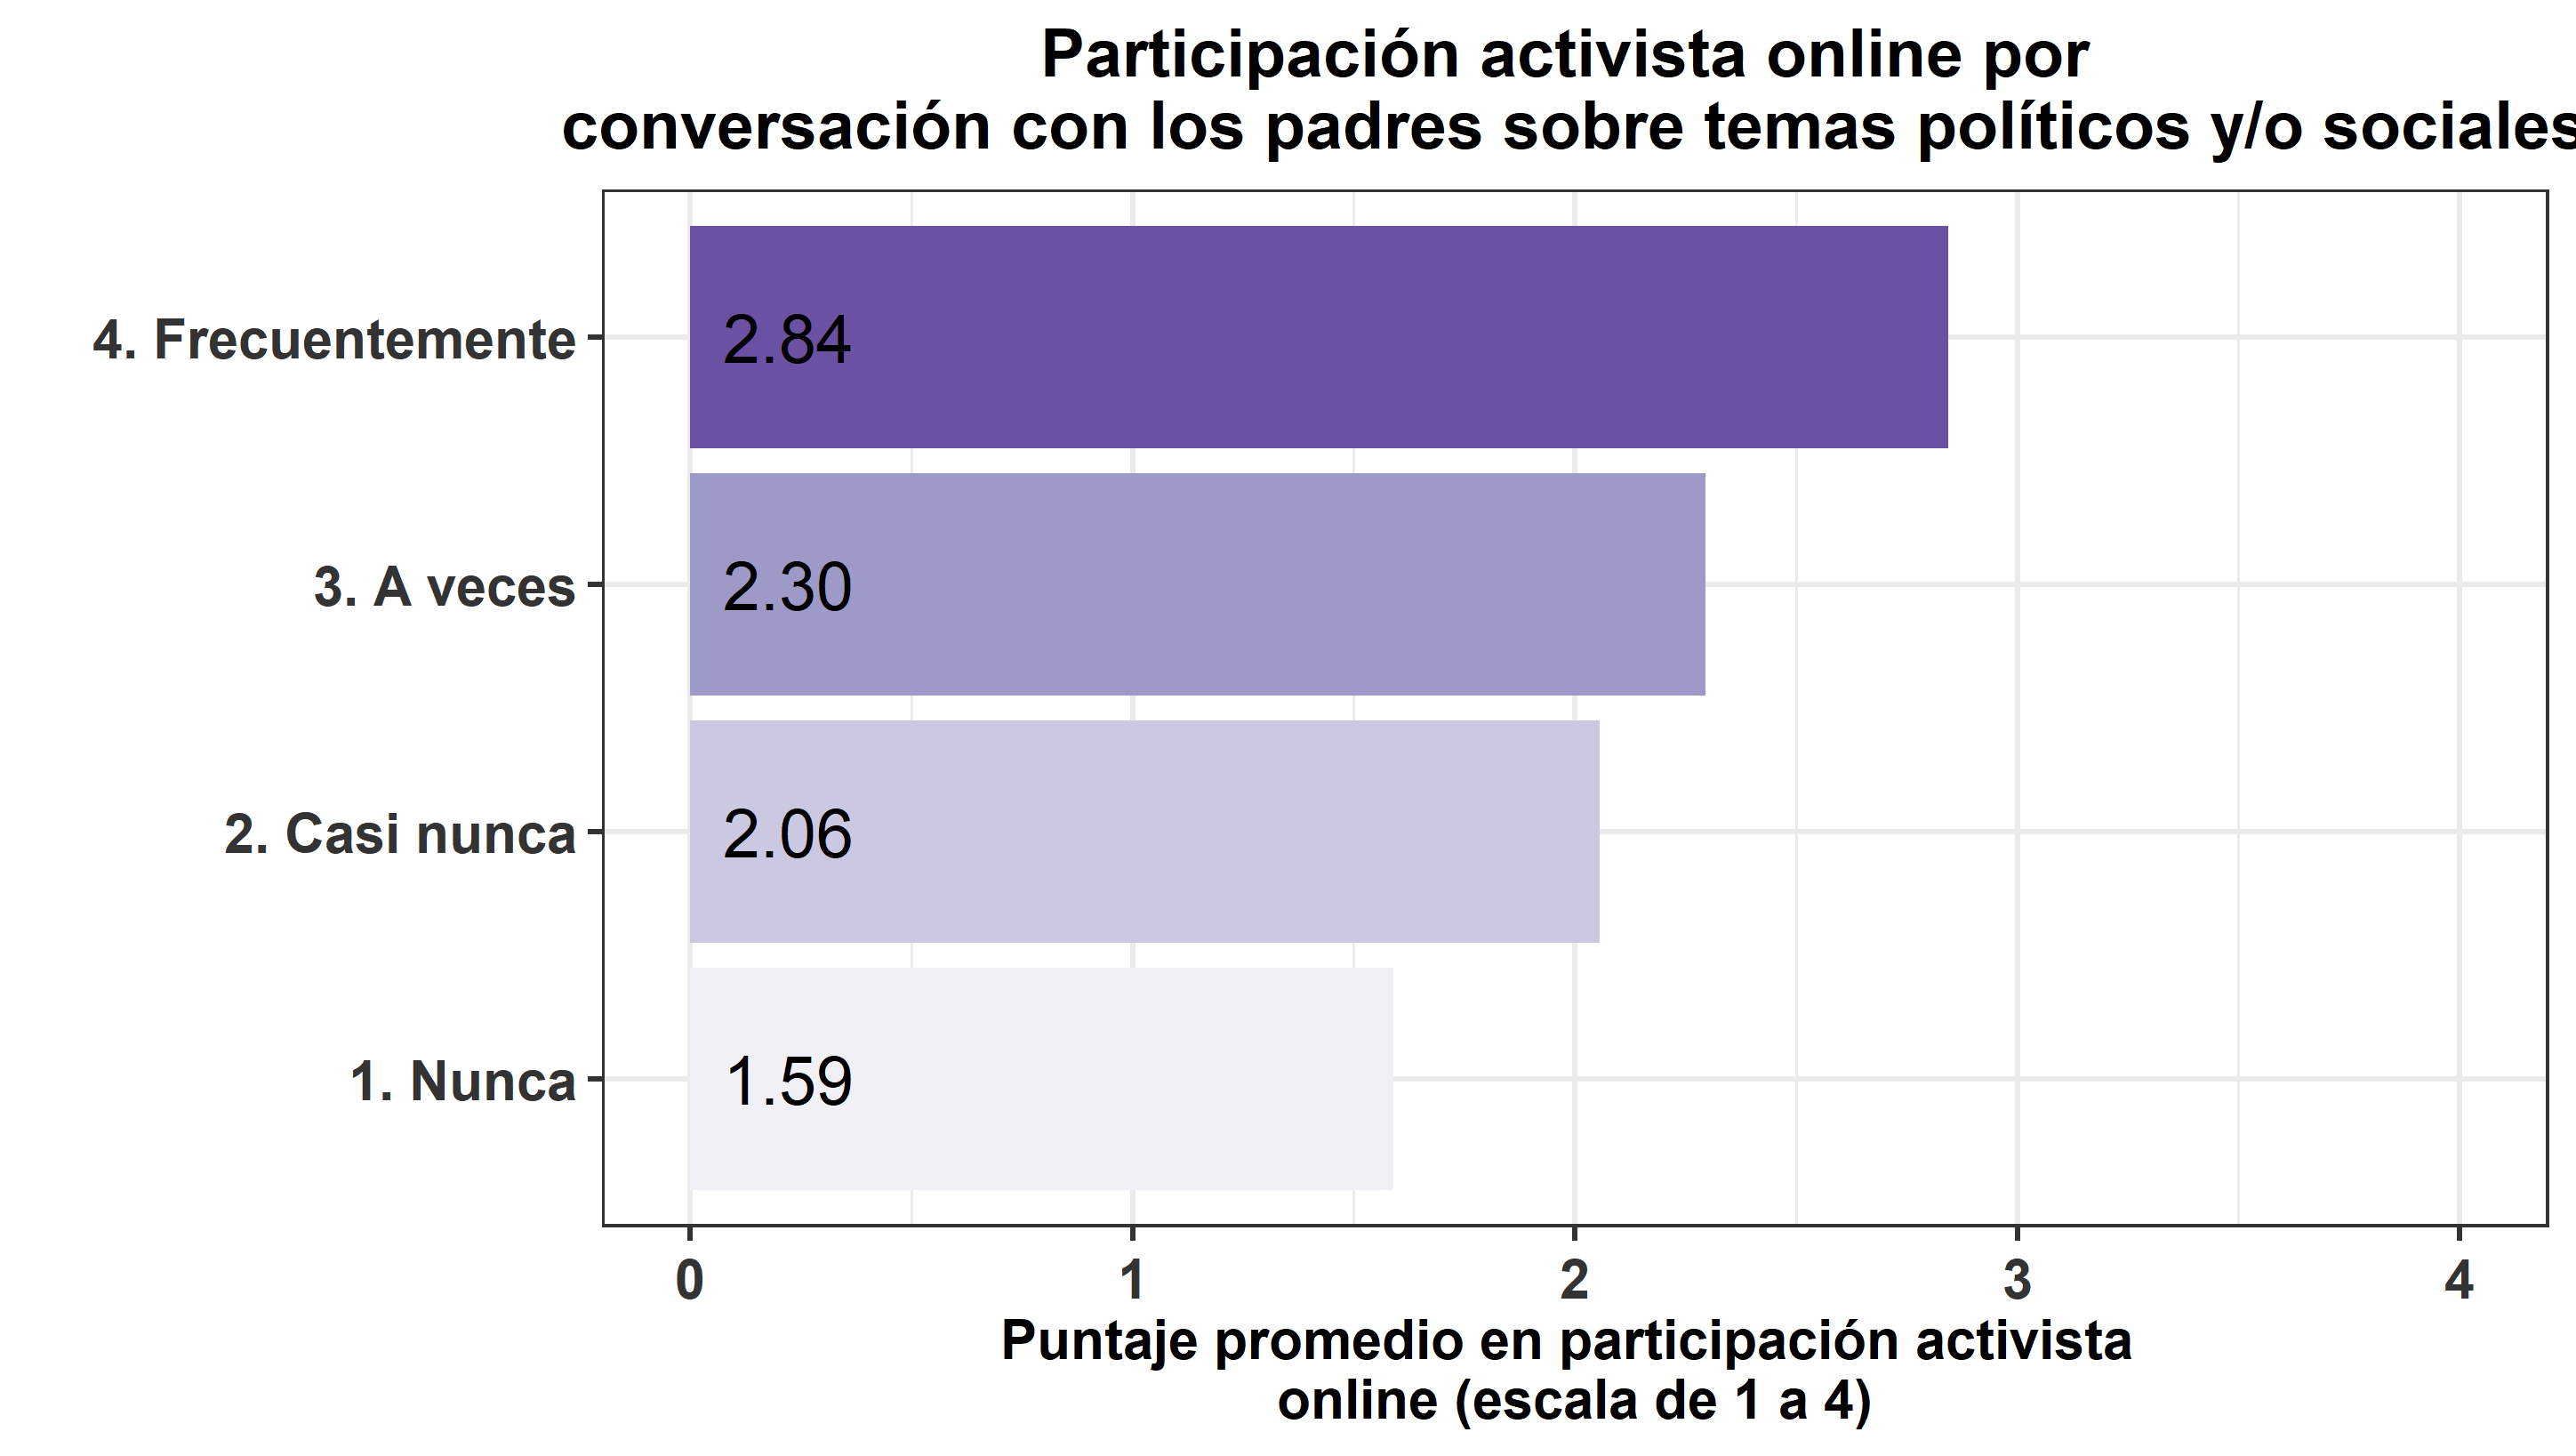 Participación activista online por
conversación con los padres sobre temas políticos y/o sociales
4. Frecuentemente
2.84
3. A veces
2.30
2. Casi nunca
2.06
1. Nunca
1.59
0 1 2 3 4
Puntaje promedio en participación activista
online (escala de 1 a 4)